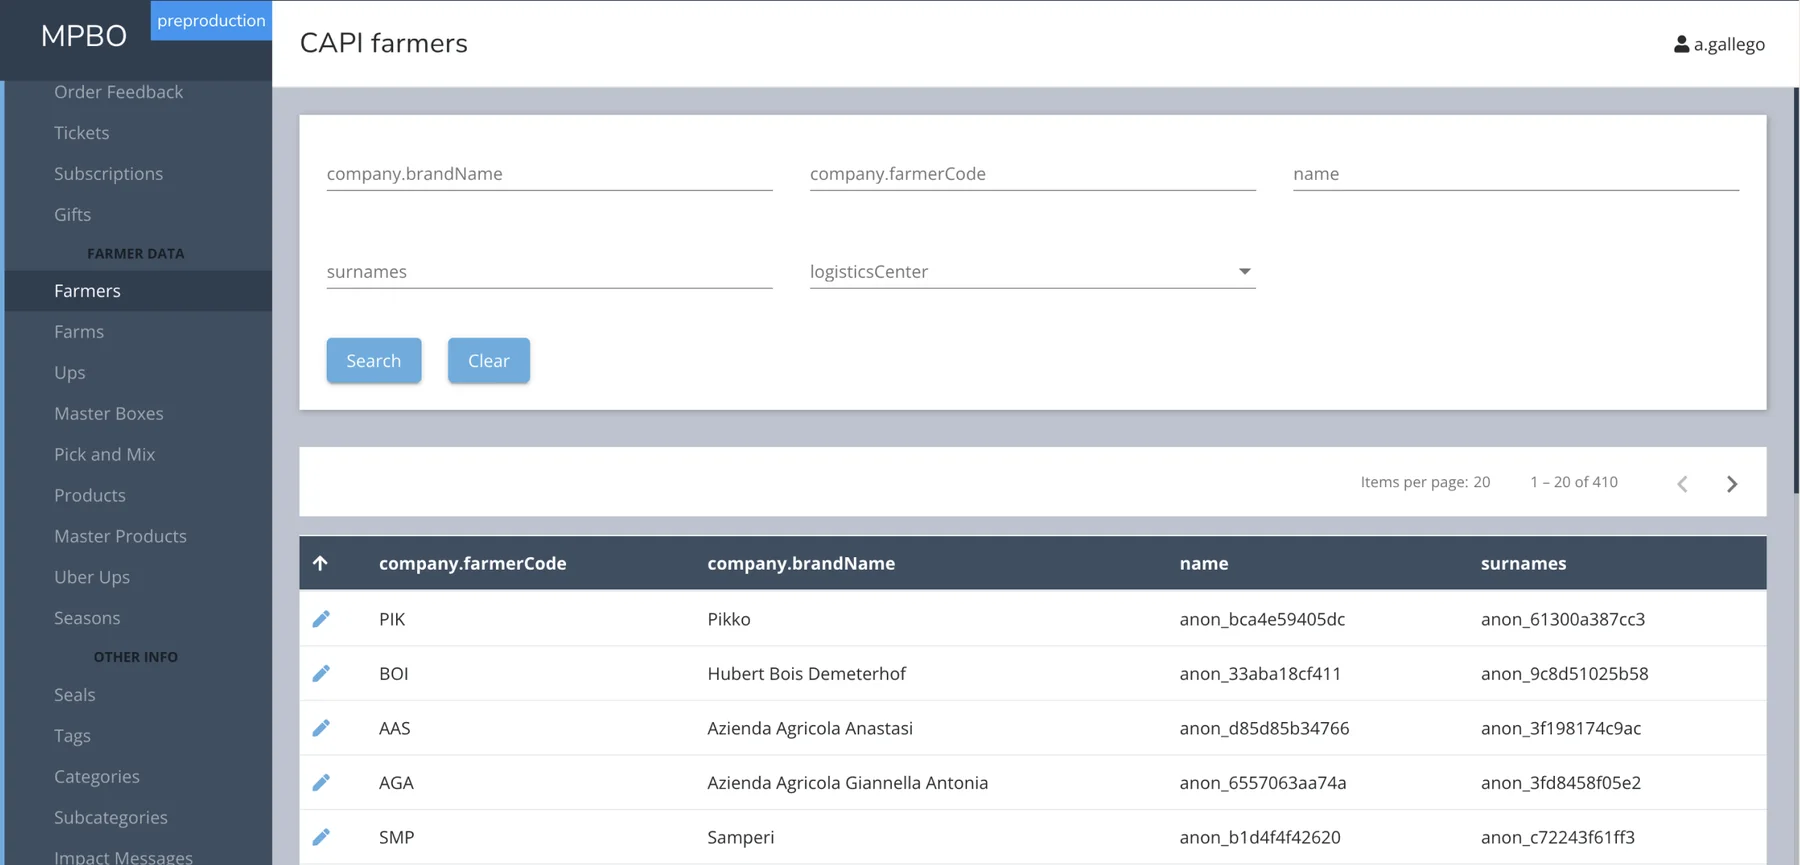 MPBO
preproduction
CAPI farmers
a.gallego
Order Feedback
Tickets
Subscriptions
Gifts
FARMER DATA
Farmers
Farms
Ups
Master Boxes
Pick and Mix
Products
Master Products
Uber Ups
Seasons
OTHER INFO
Seals
Tags
Categories
Subcategories
Impact Messages
company.brandName company.farmerCode name
surnames logisticsCenter
Search Clear
Items per page: 20 1 – 20 of 410
company.farmerCode company.brandName name surnames
PIK Pikko anon_bca4e59405dc anon_61300a387cc3
BOI Hubert Bois Demeterhof anon_33aba18cf411 anon_9c8d51025b58
AAS Azienda Agricola Anastasi anon_d85d85b34766 anon_3f198174c9ac
AGA Azienda Agricola Giannella Antonia anon_6557063aa74a anon_3fd8458f05e2
SMP Samperi anon_b1d4f4f42620 anon_c72243f61ff3